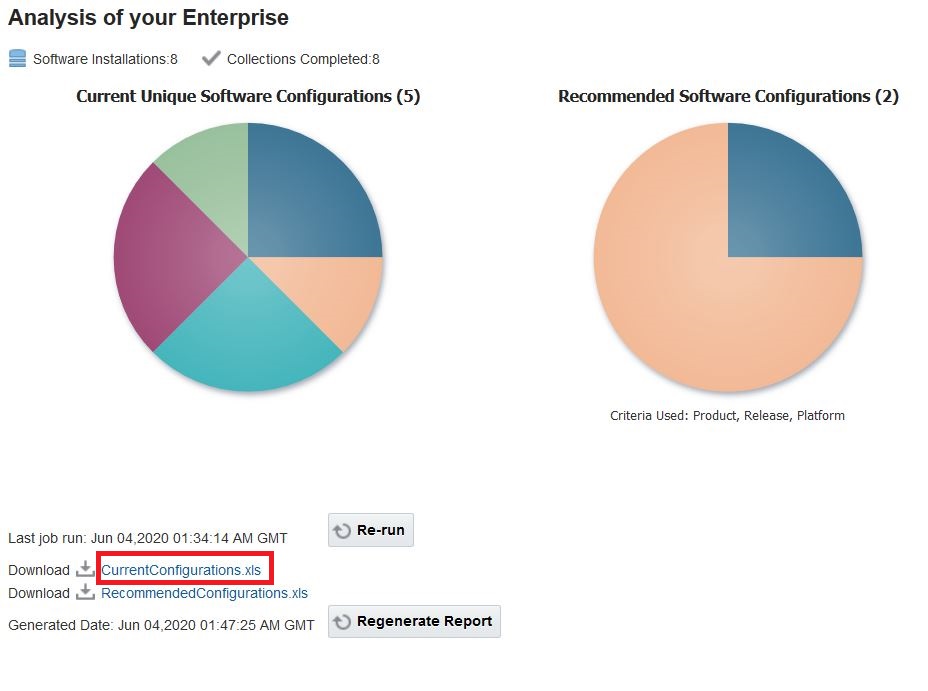 Analysis of your Enterprise
Software Installations:8 Collections Completed:8
Current Unique Software Configurations (5)
Recommended Software Configurations (2)
Criteria Used: Product, Release, Platform
Last job run: Jun 04,2020 01:34:14 AM GMT Re-run
Download CurrentConfigurations.xls
Download RecommendedConfigurations.xls
Generated Date: Jun 04,2020 01:47:25 AM GMT Regenerate Report